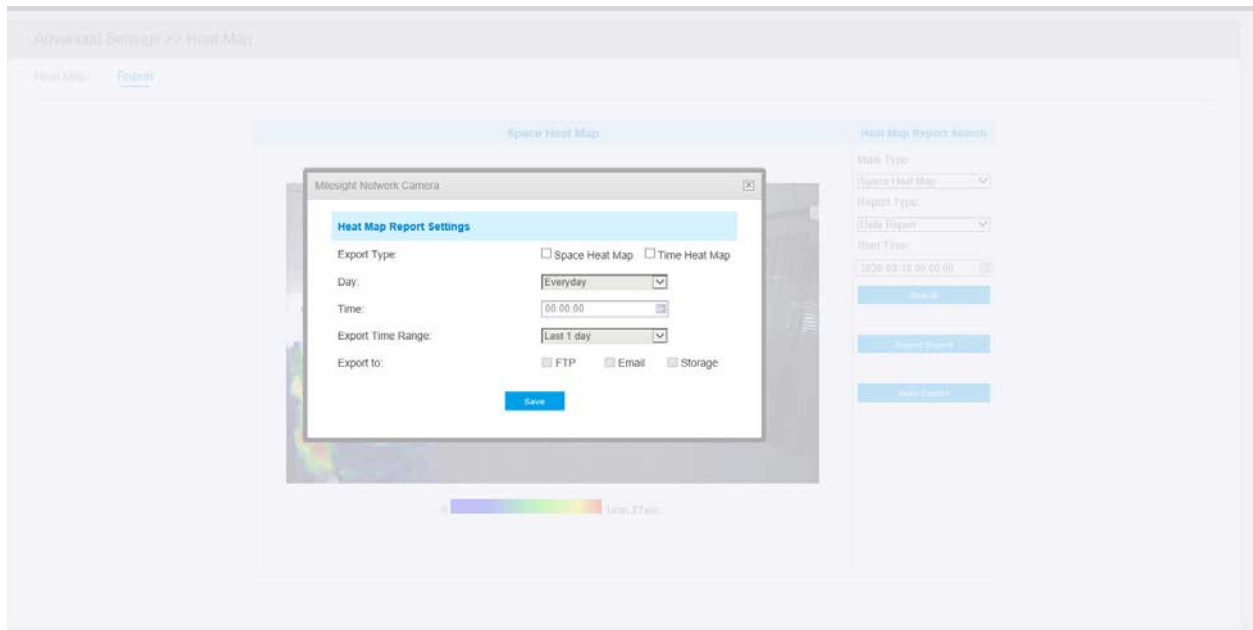 Advanced Settings >> Heat Map
Heat Map Report
Space Heat Map
Heat Map Report Search
Main Type:
Space Heat Map
Report Type:
Daily Report
Start Time:
Search
Milesight Network Camera
Heat Map Report Settings
Export Type: Space Heat Map Time Heat Map
Day: Everyday
Time: 00:00:00
Export Time Range: Last 1 day
Export to: FTP Email Storage
Save
0